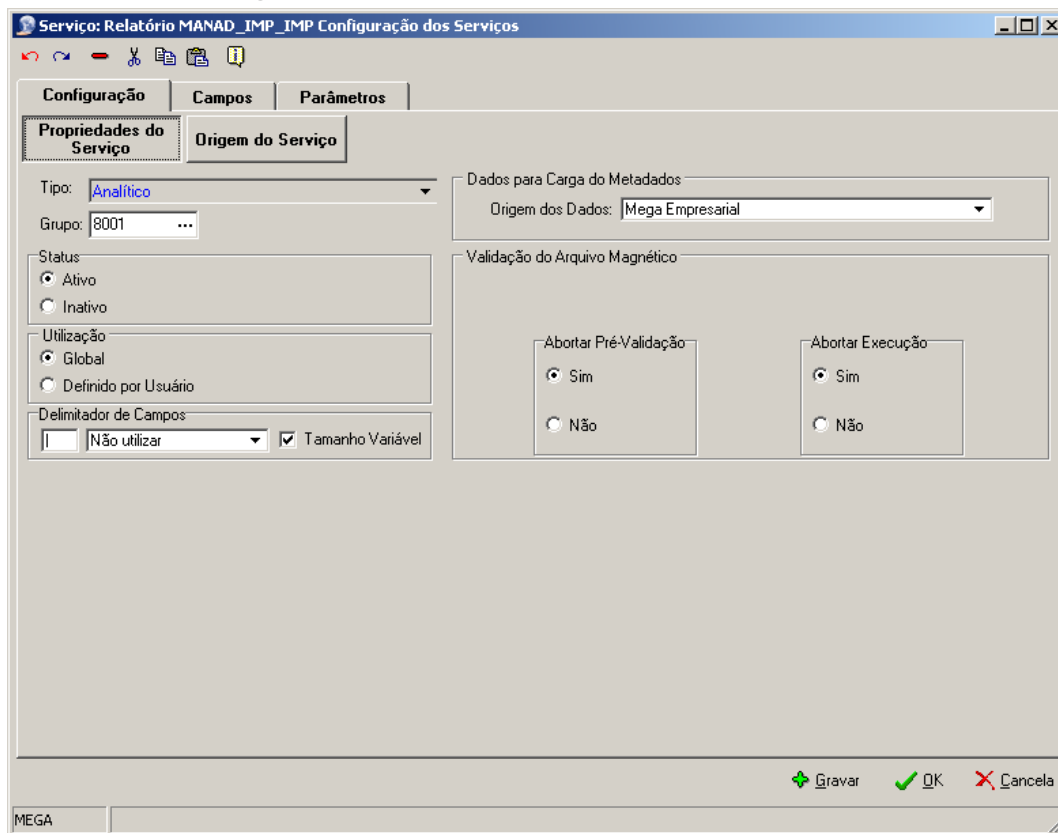 Serviço: Relatório MANAD_IMP_IMP Configuração dos Serviços
Configuração Campos Parâmetros
Propriedades do
Serviço
Origem do Serviço
Tipo: Analítico
Grupo: 8001 ...
Status
Ativo
Inativo
Utilização
Global
Definido por Usuário
Delimitador de Campos
| Não utilizar Tamanho Variável
Dados para Carga do Metadados
Origem dos Dados: Mega Empresarial
Validação do Arquivo Magnético
Abortar Pré-Validação
Sim
Não
Abortar Execução
Sim
Não
Gravar OK Cancela
MEGA